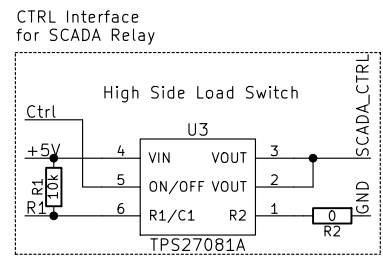 CTRL Interface
for SCADA Relay
High Side Load Switch
SCADA_CTRL
Ctrl
U3
+5V 4 VIN VOUT 3
R1 10k
5 ON/OFF VOUT 2
R1 6 R1/C1 R2 1
0
R2
GND
TPS27081A